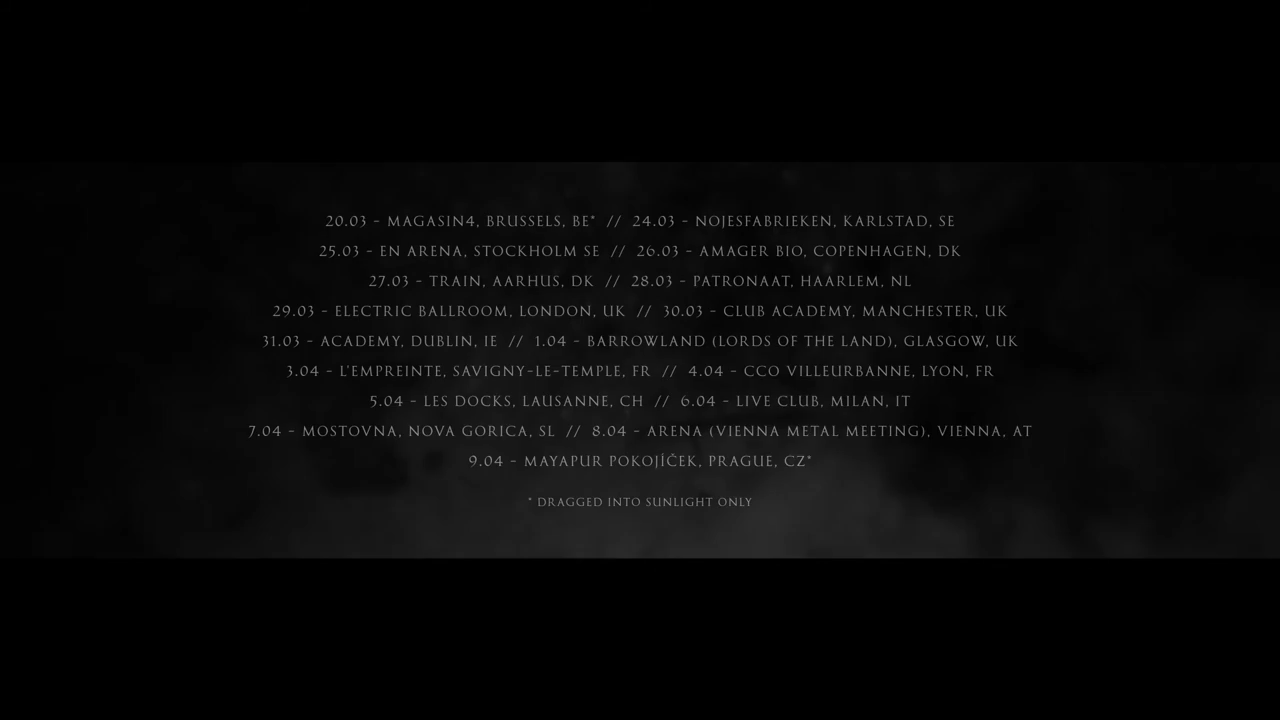 20.03 – MAGASIN4, BRUSSELS, BE* // 24.03 – NOJESFABRIEKEN, KARLSTAD, SE
25.03 – EN ARENA, STOCKHOLM SE // 26.03 – AMAGER BIO, COPENHAGEN, DK
27.03 – TRAIN, AARHUS, DK // 28.03 – PATRONAAT, HAARLEM, NL
29.03 – ELECTRIC BALLROOM, LONDON, UK // 30.03 – CLUB ACADEMY, MANCHESTER, UK
31.03 – ACADEMY, DUBLIN, IE // 1.04 – BARROWLAND (LORDS OF THE LAND), GLASGOW, UK
3.04 – L'EMPREINTE, SAVIGNY-LE-TEMPLE, FR // 4.04 – CCO VILLEURBANNE, LYON, FR
5.04 – LES DOCKS, LAUSANNE, CH // 6.04 – LIVE CLUB, MILAN, IT
7.04 – MOSTOVNA, NOVA GORICA, SL // 8.04 – ARENA (VIENNA METAL MEETING), VIENNA, AT
9.04 – MAYAPUR POKOJÍČEK, PRAGUE, CZ*
* DRAGGED INTO SUNLIGHT ONLY